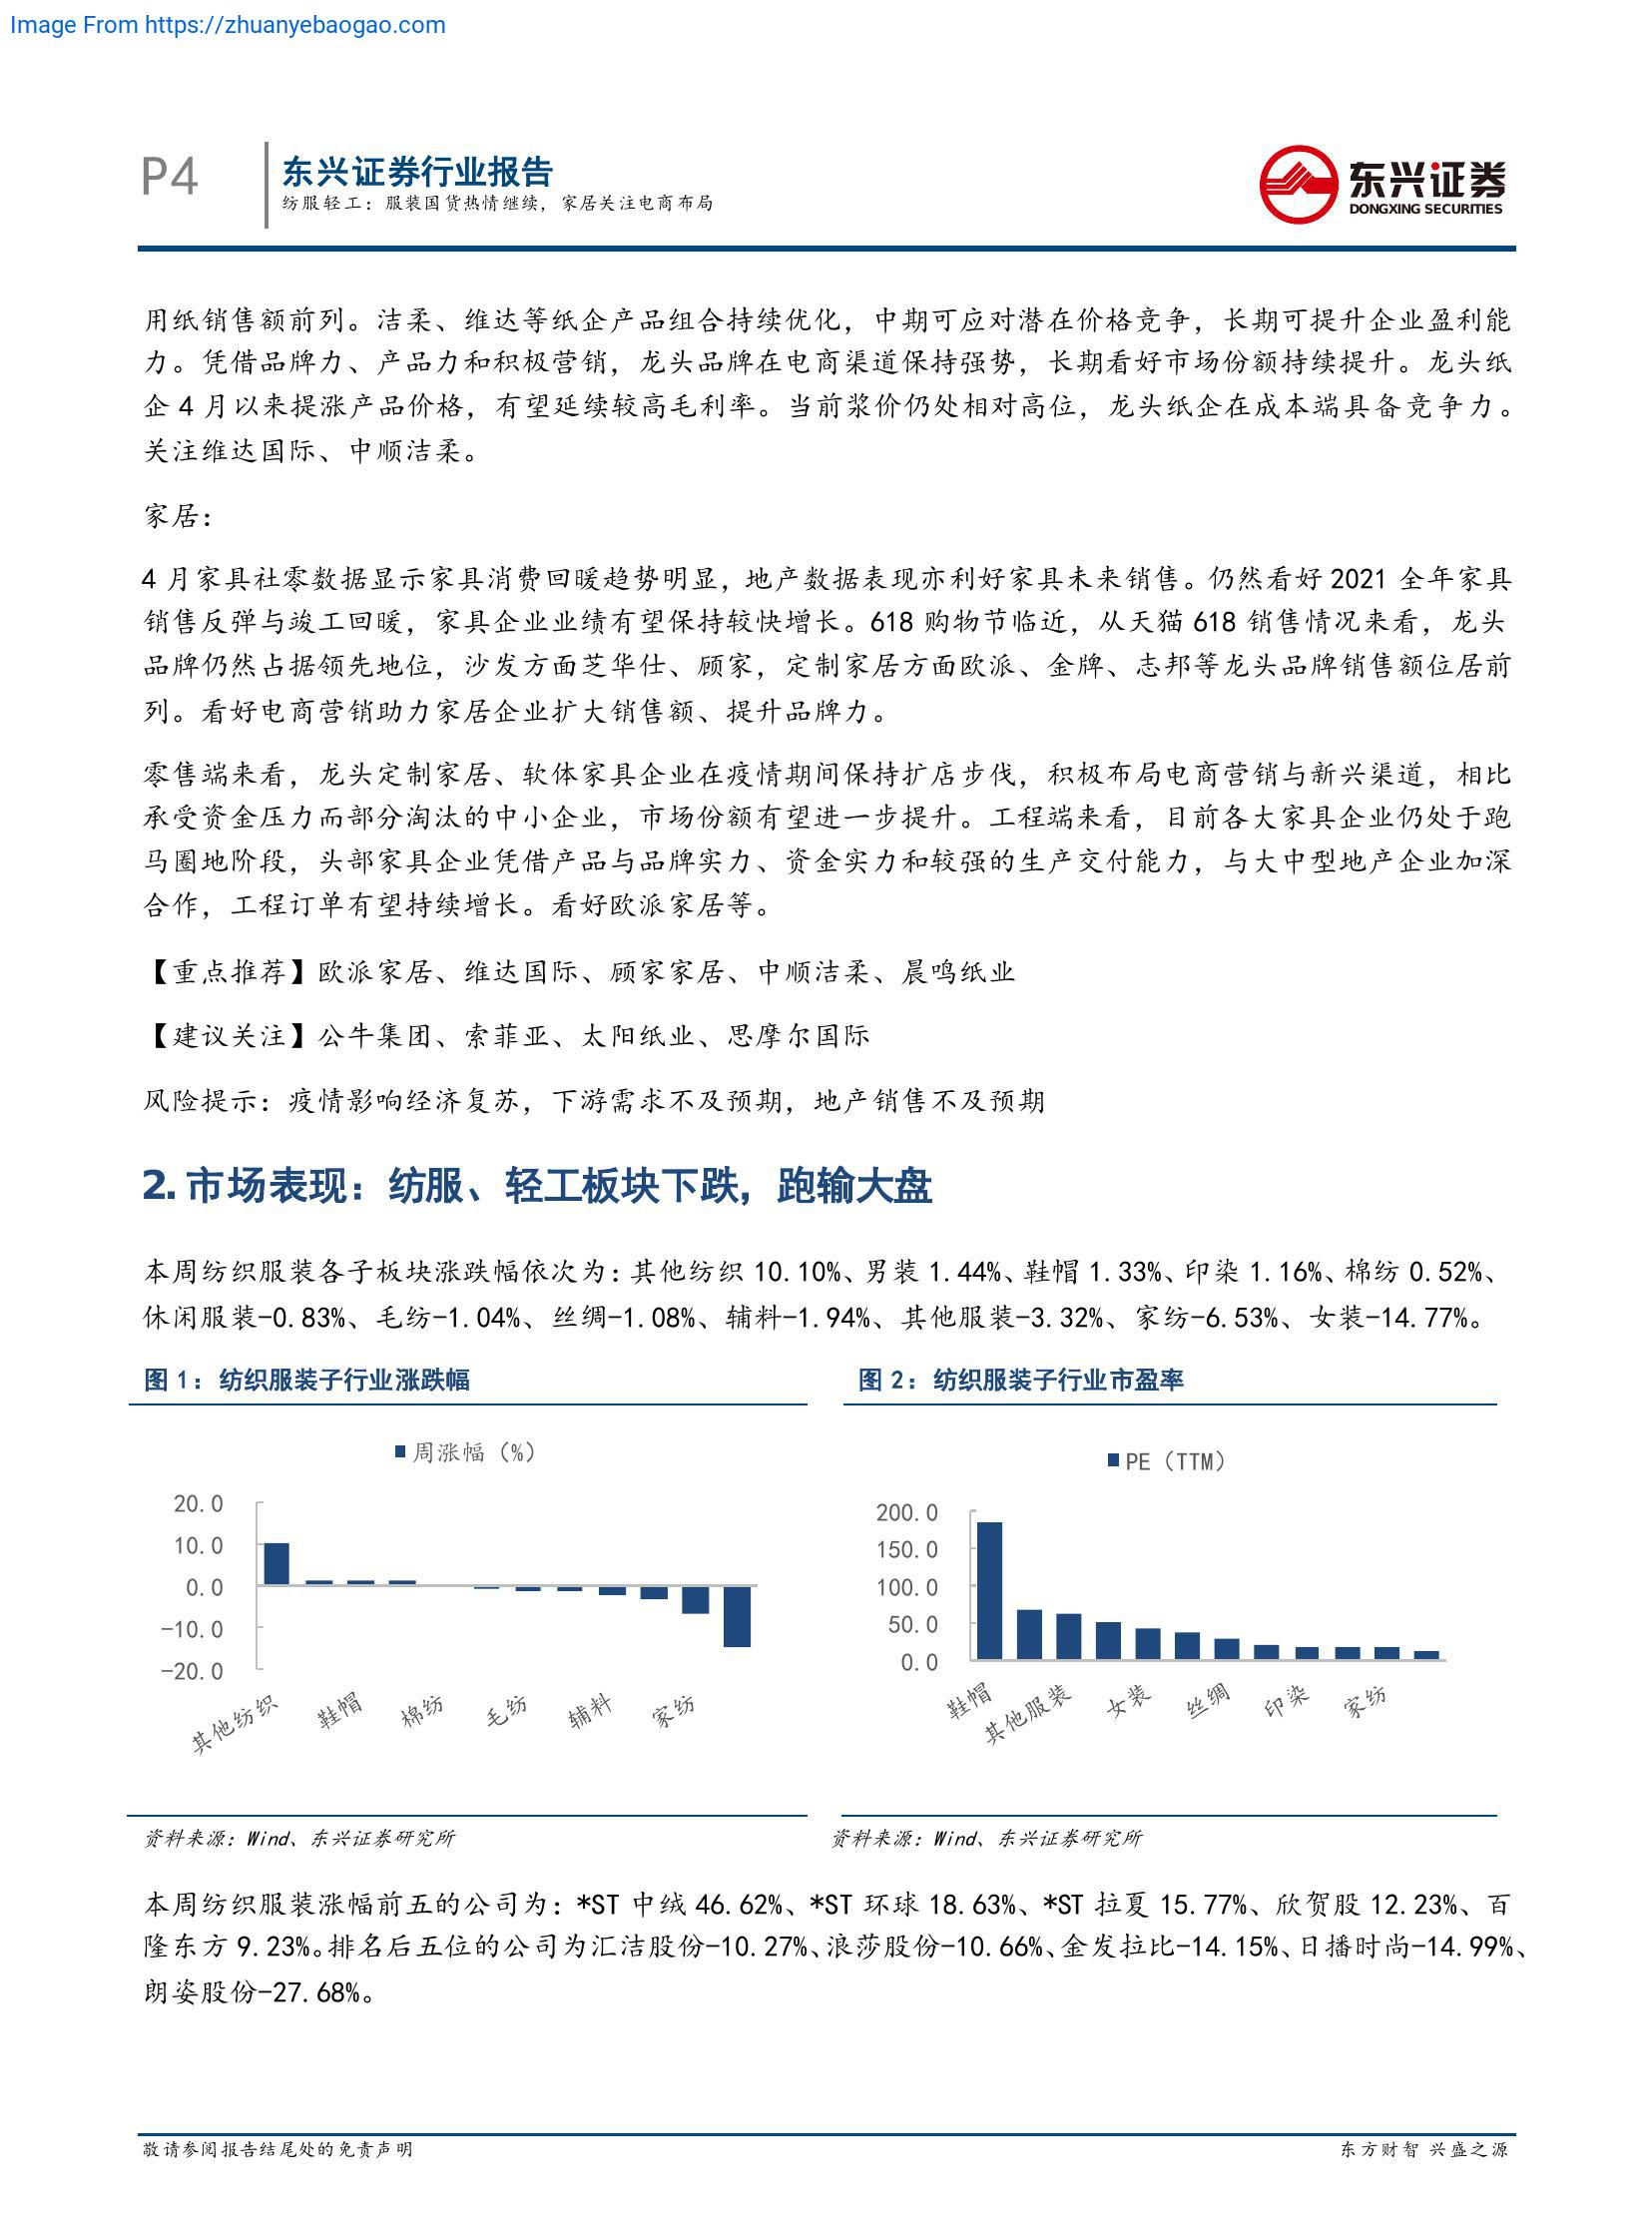 Image From https://zhuanyebaogao.com
P4
东兴证券行业报告
纺服轻工：服装国货热情继续，家居关注电商布局
东兴证券
DONGXING SECURITIES
用纸销售额前列。洁柔、维达等纸企产品组合持续优化，中期可应对潜在价格竞争，长期可提升企业盈利能
力。凭借品牌力、产品力和积极营销，龙头品牌在电商渠道保持强势，长期看好市场份额持续提升。龙头纸
企 4 月以来提涨产品价格，有望延续较高毛利率。当前浆价仍处相对高位，龙头纸企在成本端具备竞争力。
关注维达国际、中顺洁柔。
家居：
4 月家具社零数据显示家具消费回暖趋势明显，地产数据表现亦利好家具未来销售。仍然看好 2021 全年家具
销售反弹与竣工回暖，家具企业业绩有望保持较快增长。618 购物节临近，从天猫 618 销售情况来看，龙头
品牌仍然占据领先地位，沙发方面芝华仕、顾家，定制家居方面欧派、金牌、志邦等龙头品牌销售额位居前
列。看好电商营销助力家居企业扩大销售额、提升品牌力。
零售端来看，龙头定制家居、软体家具企业在疫情期间保持扩店步伐，积极布局电商营销与新兴渠道，相比
承受资金压力而部分淘汰的中小企业，市场份额有望进一步提升。工程端来看，目前各大家具企业仍处于跑
马圈地阶段，头部家具企业凭借产品与品牌实力、资金实力和较强的生产交付能力，与大中型地产企业加深
合作，工程订单有望持续增长。看好欧派家居等。
【重点推荐】欧派家居、维达国际、顾家家居、中顺洁柔、晨鸣纸业
【建议关注】公牛集团、索菲亚、太阳纸业、思摩尔国际
风险提示：疫情影响经济复苏，下游需求不及预期，地产销售不及预期
2. 市场表现：纺服、轻工板块下跌，跑输大盘
本周纺织服装各子板块涨跌幅依次为：其他纺织 10.10%、男装 1.44%、鞋帽 1.33%、印染 1.16%、棉纺 0.52%、
休闲服装-0.83%、毛纺-1.04%、丝绸-1.08%、辅料-1.94%、其他服装-3.32%、家纺-6.53%、女装-14.77%。
图 1：纺织服装子行业涨跌幅
周涨幅（%）
20.0
10.0
0.0
-10.0
-20.0
其他纺织 鞋帽 棉纺 毛纺 辅料 家纺
图 2：纺织服装子行业市盈率
PE（TTM）
200.0
150.0
100.0
50.0
0.0
鞋帽 其他服装 女装 丝绸 印染 家纺
资料来源：Wind、东兴证券研究所
资料来源：Wind、东兴证券研究所
本周纺织服装涨幅前五的公司为：*ST 中绒 46.62%、*ST 环球 18.63%、*ST 拉夏 15.77%、欣贺股 12.23%、百
隆东方 9.23%。排名后五位的公司为汇洁股份-10.27%、浪莎股份-10.66%、金发拉比-14.15%、日播时尚-14.99%、
朗姿股份-27.68%。
敬请参阅报告结尾处的免责声明
东方财智 兴盛之源